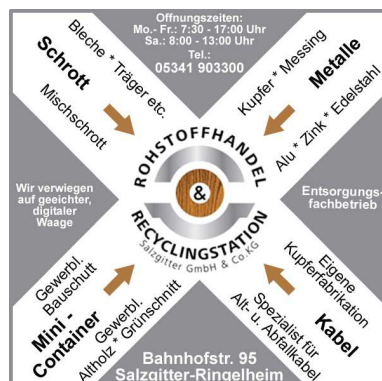 Öffnungszeiten:
Mo.- Fr.: 7:30 - 17:00 Uhr
Sa.: 8:00 - 13:00 Uhr
Tel.:
05341 903300
Bleche * Träger etc.
Schrott
Mischschrott
Kupfer * Messing
Metalle
Alu * Zink * Edelstahl
ROHSTOFFHANDEL
&
RECYCLINGSTATION
Salzgitter GmbH & Co.KG
Wir verwiegen
auf geeichter,
digitaler
Waage
Entsorgungs-
fachbetrieb
Gewerbl.
Bauschutt
Mini -
Container
Gewerbl.
Altholz * Grünschnitt
Eigene
Kupferfabrikation
Kabel
Spezialist für
Alt- u. Abfallkabel
Bahnhofstr. 95
Salzgitter-Ringelheim